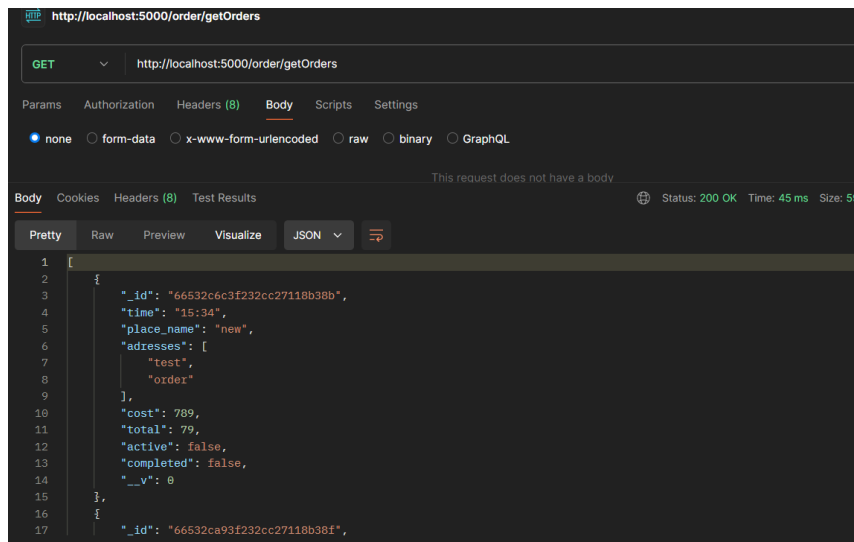 HTTP http://localhost:5000/order/getOrders
GET http://localhost:5000/order/getOrders
Params Authorization Headers (8) Body Scripts Settings
none form-data x-www-form-urlencoded raw binary GraphQL
This request does not have a body
Body Cookies Headers (8) Test Results Status: 200 OK Time: 45 ms Size:
Pretty Raw Preview Visualize JSON
1 [
2 {
3 "_id": "66532c6c3f232cc27118b38b",
4 "time": "15:34",
5 "place_name": "new",
6 "adresses": [
7 "test",
8 "order"
9 ],
10 "cost": 789,
11 "total": 79,
12 "active": false,
13 "completed": false,
14 "__v": 0
15 },
16 {
17 "_id": "66532ca93f232cc27118b38f",